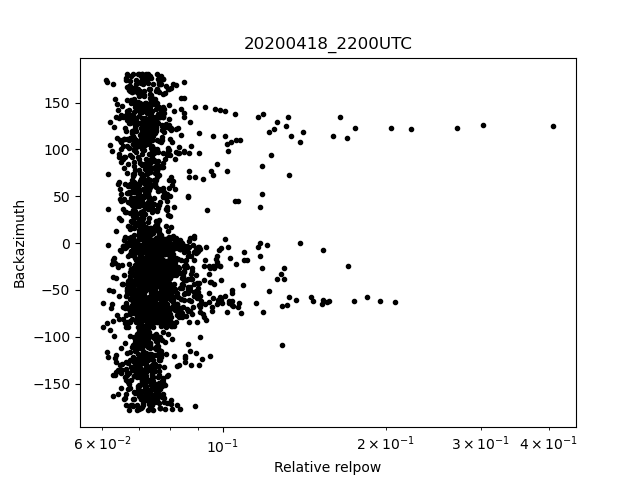 20200418_2200UTC
150
100
50
0
−50
−100
−150
Backazimuth
6 × 10⁻²
10⁻¹
2 × 10⁻¹
3 × 10⁻¹
4 × 10⁻¹
Relative relpow